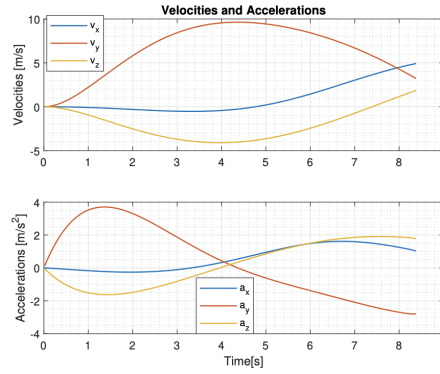 Velocities and Accelerations
Velocities [m/s]
10
5
0
-5
v_x
v_y
v_z
0 1 2 3 4 5 6 7 8
Accelerations [m/s²]
4
2
0
-2
-4
a_x
a_y
a_z
0 1 2 3 4 5 6 7 8
Time[s]